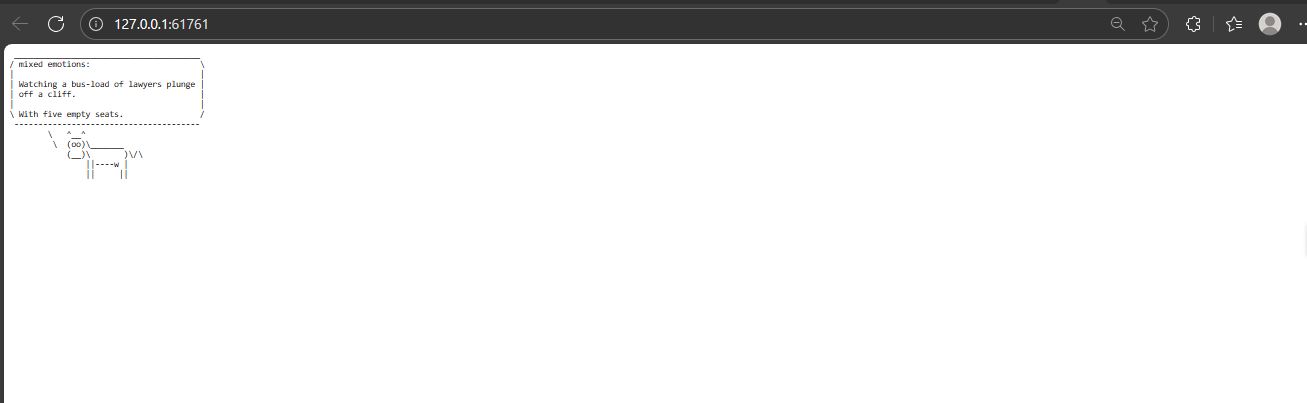 127.0.0.1:61761
 ________________________________________
/ mixed emotions:                        \
|                                        |
| Watching a bus-load of lawyers plunge  |
| off a cliff.                           |
|                                        |
\ With five empty seats.                 /
 ----------------------------------------
        \   ^__^
         \  (oo)\_______
            (__)\       )\/\
                ||----w |
                ||     ||